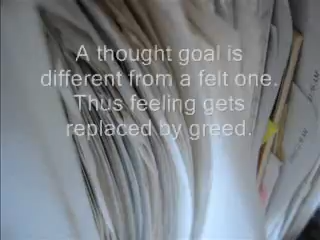 A thought goal is
different from a felt one.
Thus feeling gets
replaced by greed.